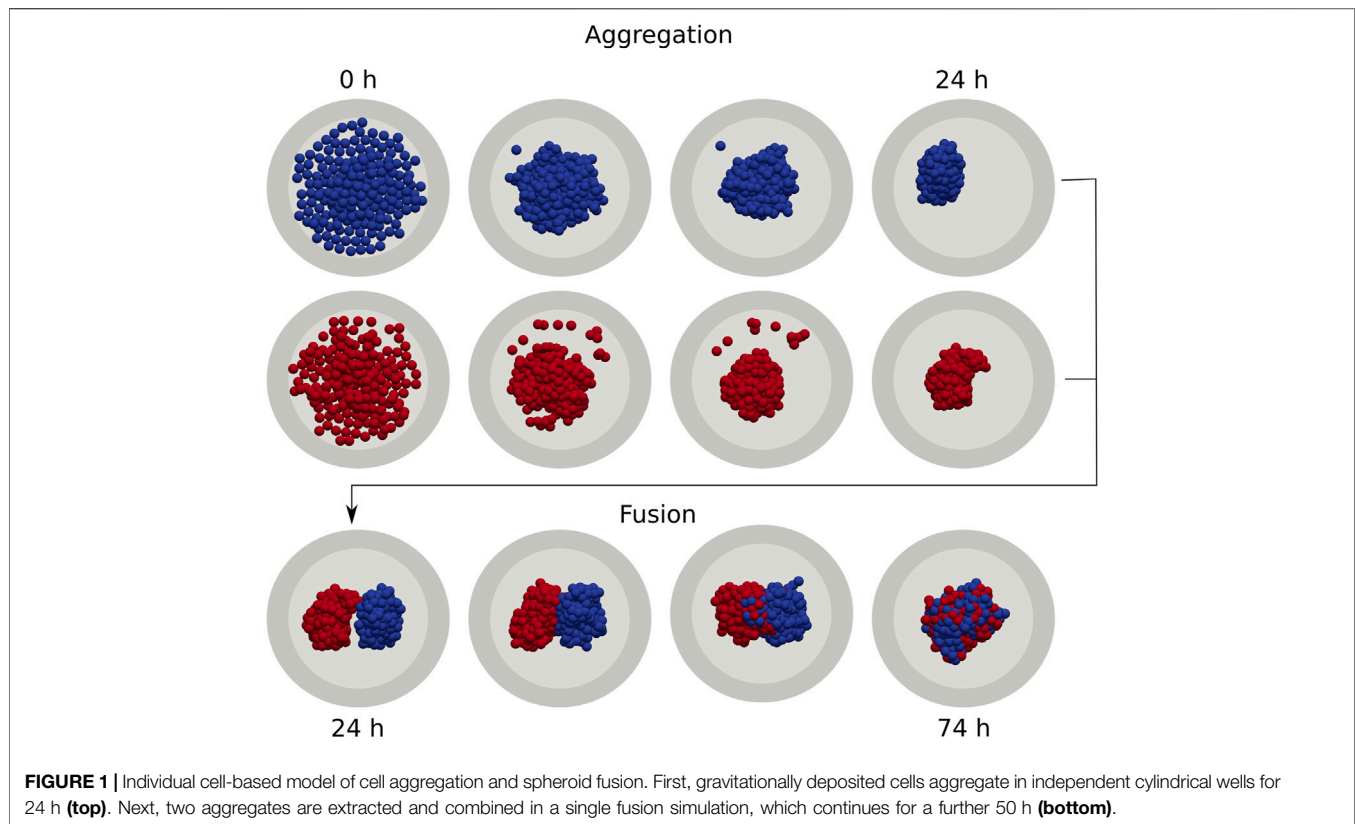 Aggregation
0 h
24 h
Fusion
24 h
74 h
FIGURE 1 | Individual cell-based model of cell aggregation and spheroid fusion. First, gravitationally deposited cells aggregate in independent cylindrical wells for
24 h (top). Next, two aggregates are extracted and combined in a single fusion simulation, which continues for a further 50 h (bottom).